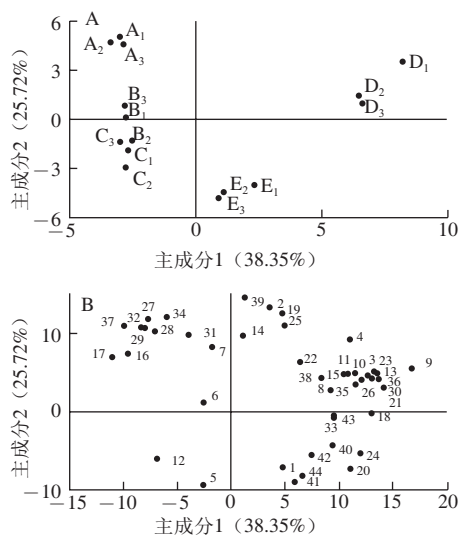 A
6
3
0
-3
-6
-5
0
5
10
A₁
A₂
A₃
B₃
B₁
B₂
C₃
C₁
C₂
D₁
D₂
D₃
E₂
E₁
E₃
主成分2（25.72%）
主成分1（38.35%）
B
10
0
-10
-10
-5
0
5
10
15
20
39 2 19
25
14
27 34
37 32
29 28 31
17 16 7
6
12
5
4
22 11 10 3 23 9
38 15 13
8 35 26 36
30
21
43 18
33
40
42 24
1 44 20
41
主成分2（25.72%）
主成分1（38.35%）